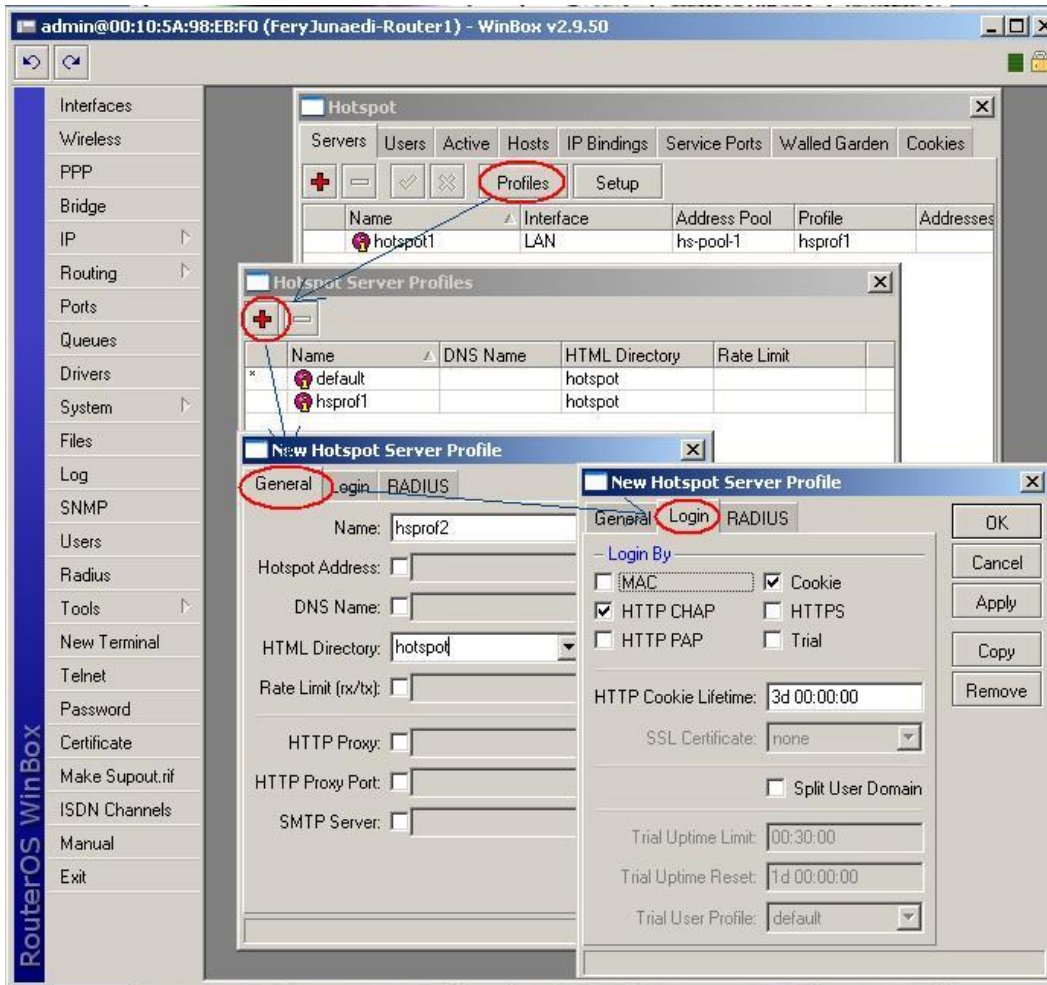 admin@00:10:5A:98:EB:F0 (FeryJunaedi-Router1) - WinBox v2.9.50
RouterOS WinBox
Interfaces
Wireless
PPP
Bridge
IP
Routing
Ports
Queues
Drivers
System
Files
Log
SNMP
Users
Radius
Tools
New Terminal
Telnet
Password
Certificate
Make Supout.rif
ISDN Channels
Manual
Exit
Hotspot
Servers Users Active Hosts IP Bindings Service Ports Walled Garden Cookies
Profiles Setup
Name Interface Address Pool Profile Addresses
hotspot1 LAN hs-pool-1 hsprof1
Hotspot Server Profiles
Name DNS Name HTML Directory Rate Limit
* default hotspot
hsprof1 hotspot
New Hotspot Server Profile
General Login RADIUS
Name: hsprof2
Hotspot Address:
DNS Name:
HTML Directory: hotspot
Rate Limit (rx/tx):
HTTP Proxy:
HTTP Proxy Port:
SMTP Server:
New Hotspot Server Profile
General Login RADIUS
Login By
MAC Cookie
HTTP CHAP HTTPS
HTTP PAP Trial
HTTP Cookie Lifetime: 3d 00:00:00
SSL Certificate: none
Split User Domain
Trial Uptime Limit: 00:30:00
Trial Uptime Reset: 1d 00:00:00
Trial User Profile: default
OK
Cancel
Apply
Copy
Remove